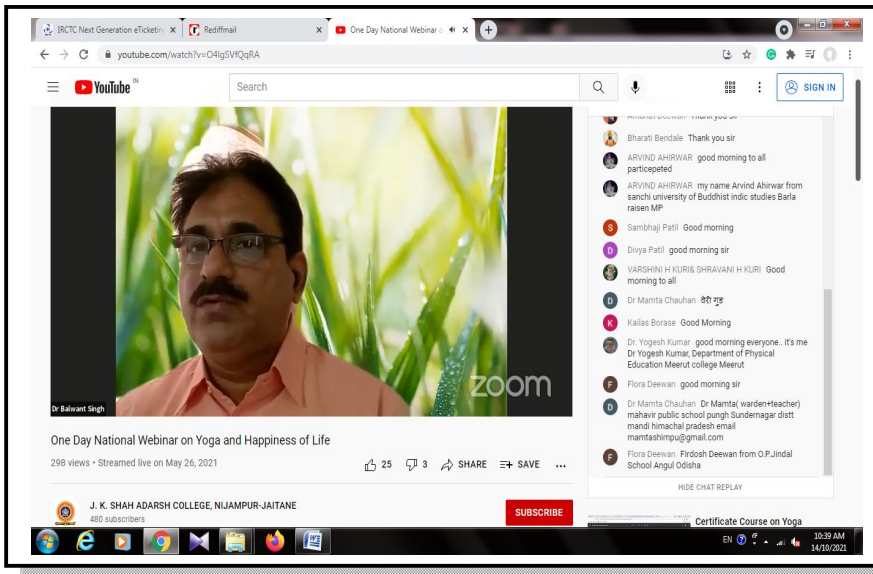 IRCTC Next Generation eTicketin
Rediffmail
One Day National Webinar o
youtube.com/watch?v=O4lgSVfQqRA
YouTube IN
Search
SIGN IN
Thank you sir
Bharati Bendale Thank you sir
ARVIND AHIRWAR good morning to all
particepeted
ARVIND AHIRWAR my name Arvind Ahirwar from
sanchi university of Buddhist indic studies Barla
raisen MP
S
Sambhaji Patil Good morning
D
Divya Patil good morning sir
VARSHINI H KURI& SHRAVANI H KURI Good
morning to all
D
Dr Mamta Chauhan वेरी गुड
K
Kailas Borase Good Morning
Dr. Yogesh Kumar good morning everyone.. it's me
Dr Yogesh Kumar, Department of Physical
Education Meerut college Meerut
F
Flora Deewan good morning sir
D
Dr Mamta Chauhan Dr Mamta( warden+teacher)
mahavir public school pungh Sundernagar distt
mandi himachal pradesh email
mamtashimpu@gmail.com
F
Flora Deewan Firdosh Deewan from O.P.Jindal
School Angul Odisha
HIDE CHAT REPLAY
zoom
Dr Balwant Singh
One Day National Webinar on Yoga and Happiness of Life
298 views • Streamed live on May 26, 2021
25
3
SHARE
SAVE
J. K. SHAH ADARSH COLLEGE, NIJAMPUR-JAITANE
480 subscribers
SUBSCRIBE
Certificate Course on Yoga
EN
10:39 AM
14/10/2021